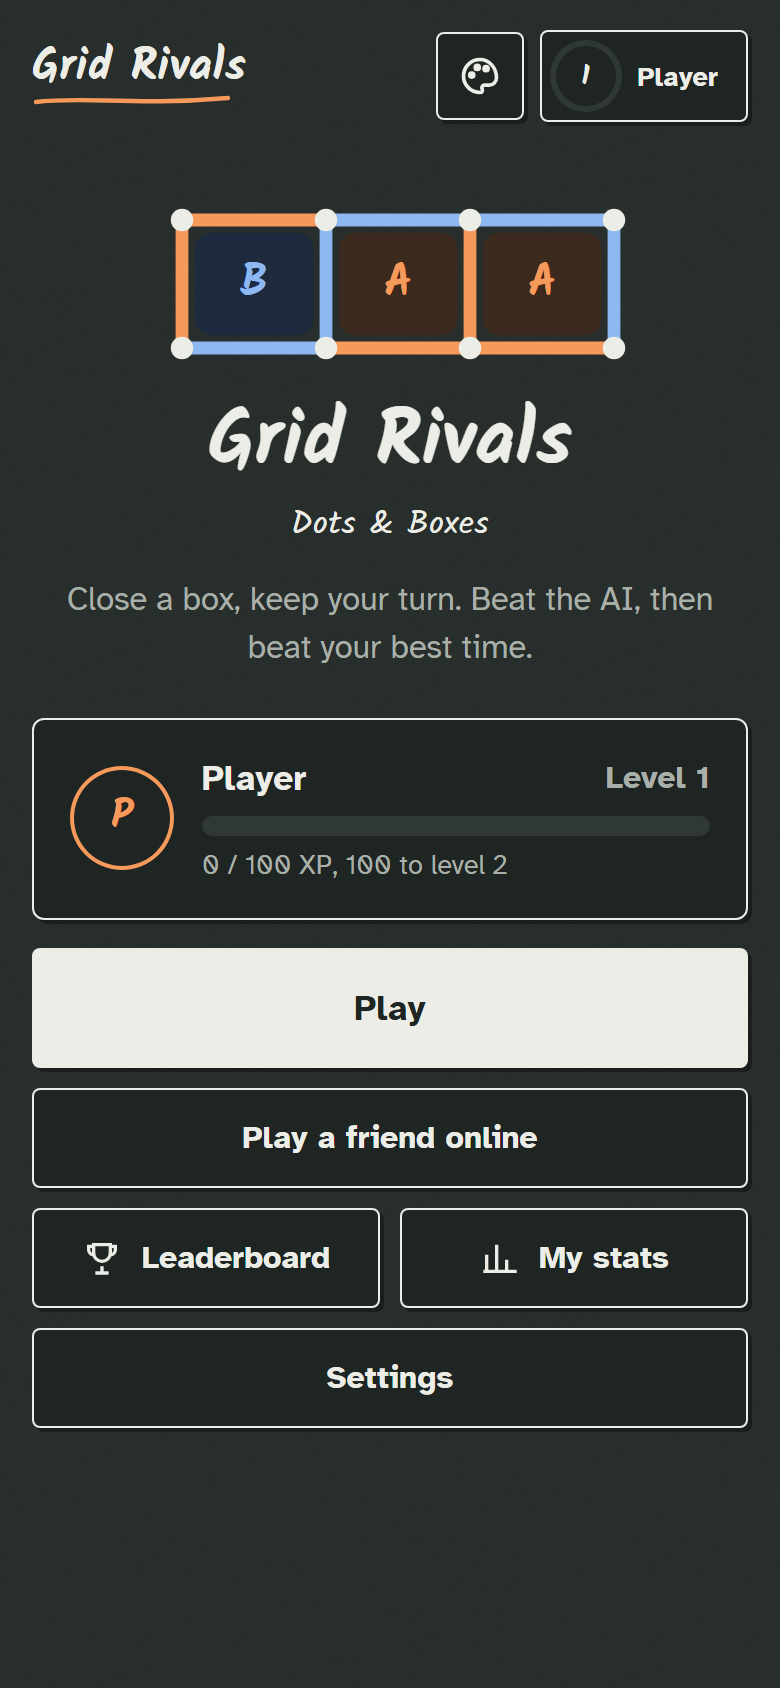 Grid Rivals
1 Player
B A A
Grid Rivals
Dots & Boxes
Close a box, keep your turn. Beat the AI, then
beat your best time.
P
Player Level 1
0 / 100 XP, 100 to level 2
Play
Play a friend online
Leaderboard My stats
Settings